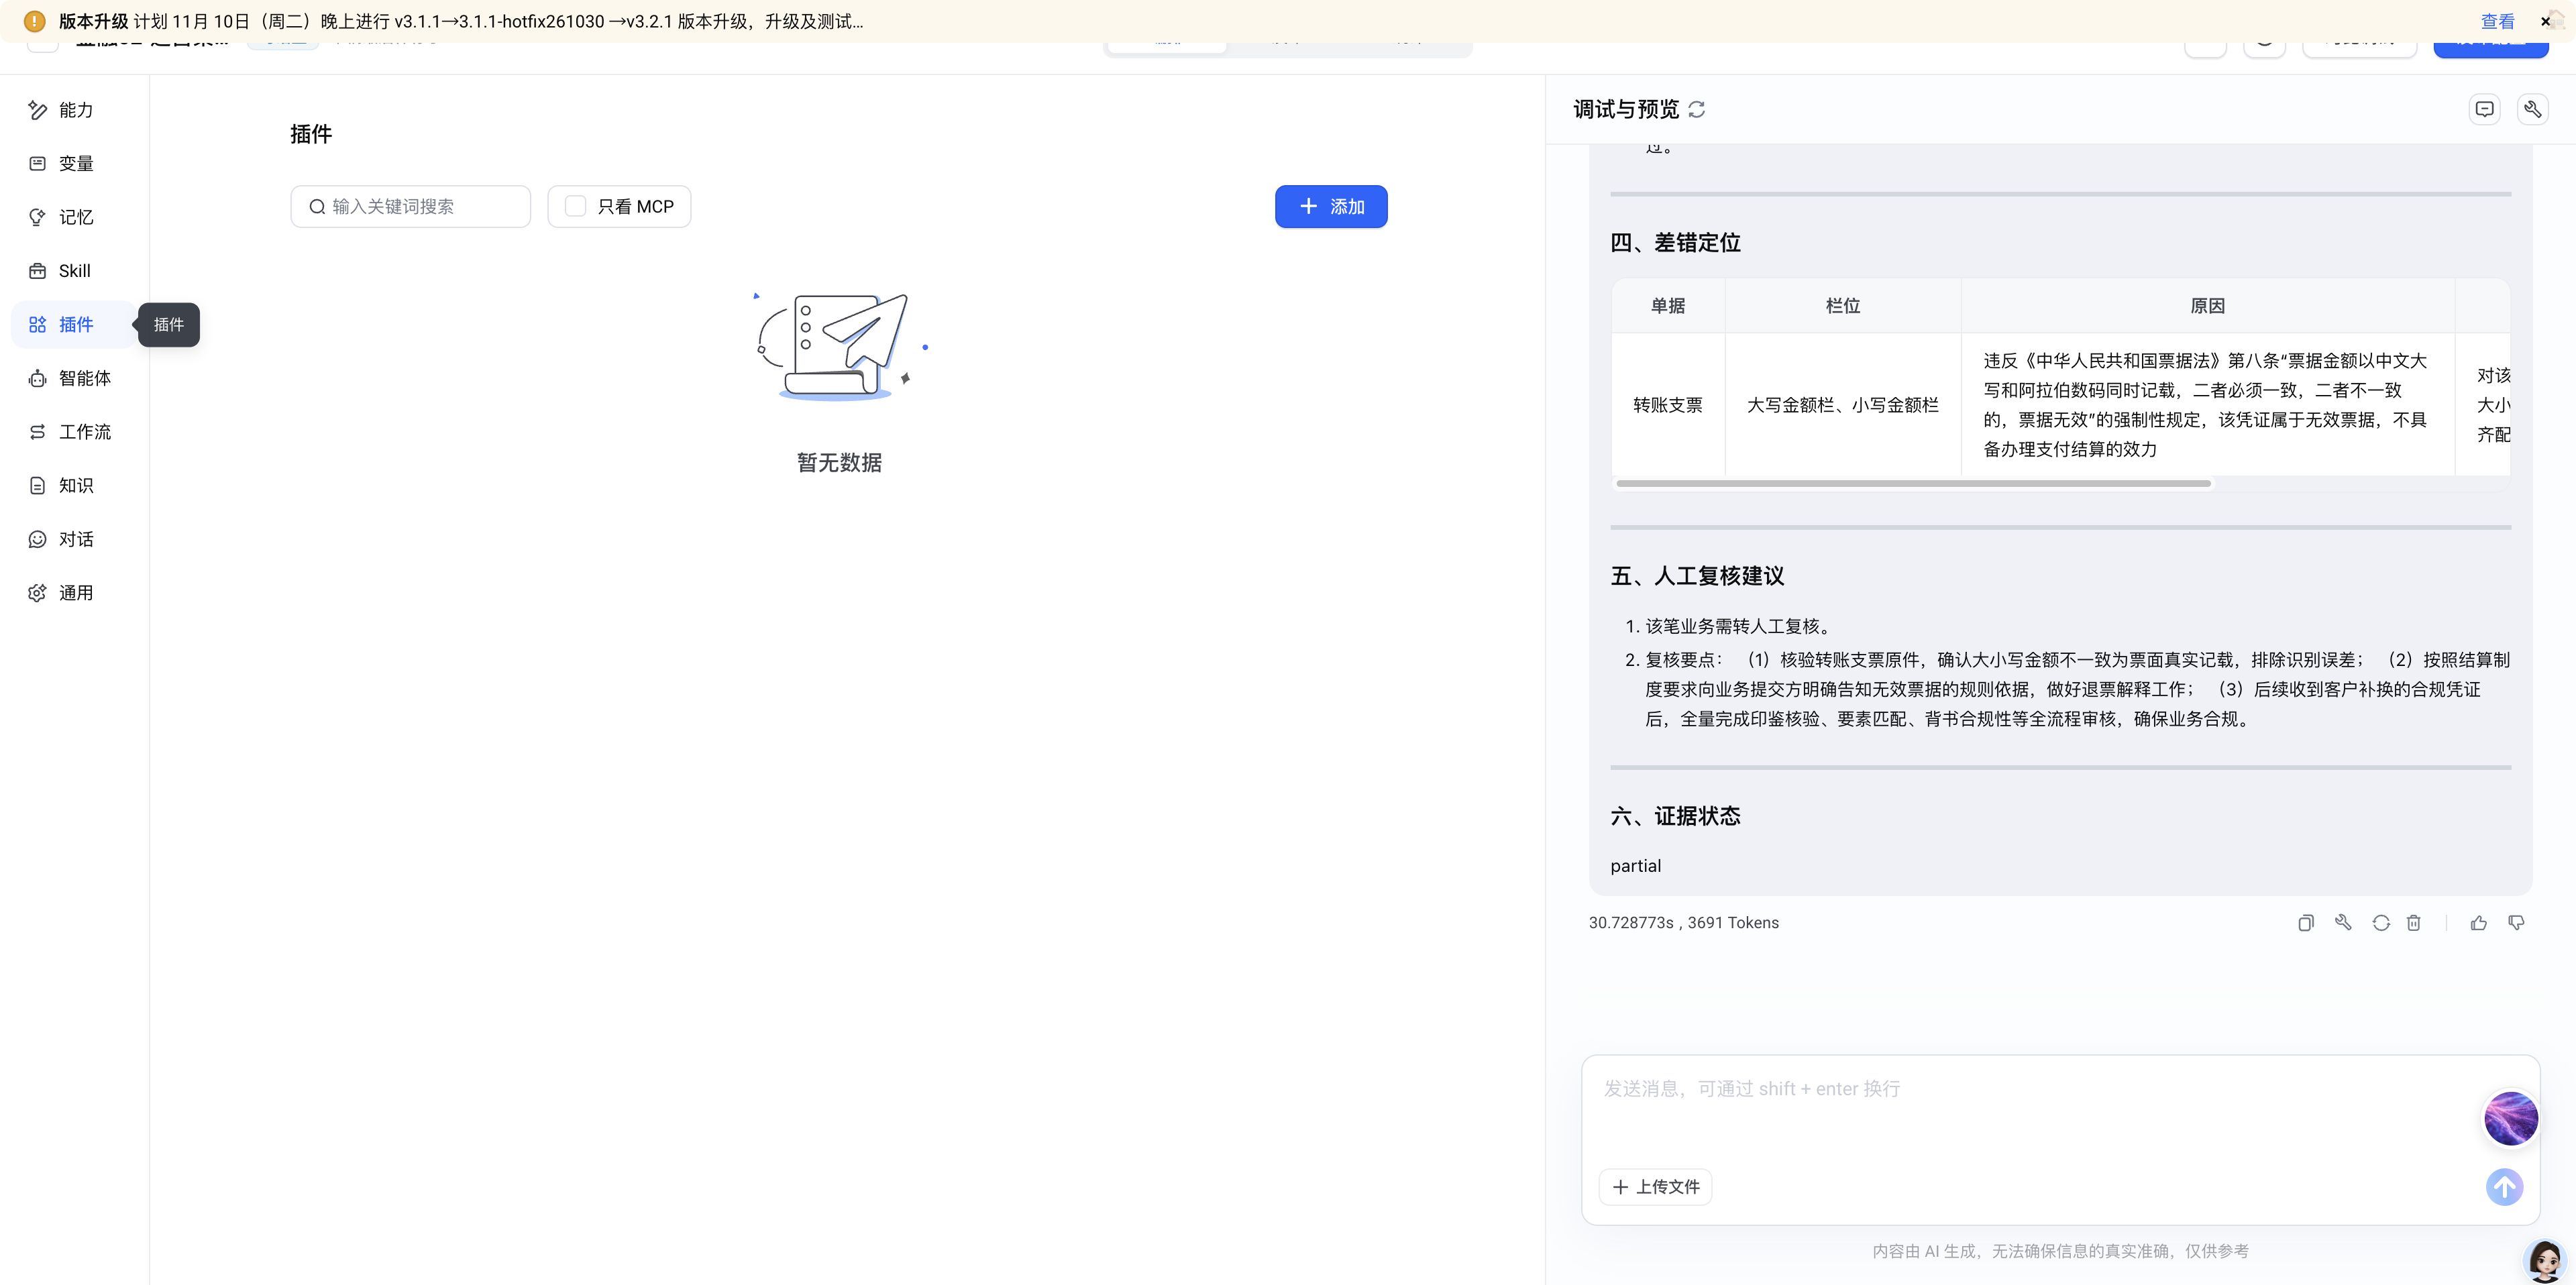 版本升级 计划 11月 10日（周二）晚上进行 v3.1.1→3.1.1-hotfix261030 →v3.2.1 版本升级，升级及测试...
查看
能力
变量
记忆
Skill
插件
插件
智能体
工作流
知识
对话
通用
插件
输入关键词搜索
只看 MCP
添加
暂无数据
调试与预览
过。
四、差错定位
单据
栏位
原因
转账支票
大写金额栏、小写金额栏
违反《中华人民共和国票据法》第八条“票据金额以中文大
写和阿拉伯数码同时记载，二者必须一致，二者不一致
的，票据无效”的强制性规定，该凭证属于无效票据，不具
备办理支付结算的效力
对该
大小
齐配
五、人工复核建议
1. 该笔业务需转人工复核。
2. 复核要点：（1）核验转账支票原件，确认大小写金额不一致为票面真实记载，排除识别误差；（2）按照结算制
度要求向业务提交方明确告知无效票据的规则依据，做好退票解释工作；（3）后续收到客户补换的合规凭证
后，全量完成印鉴核验、要素匹配、背书合规性等全流程审核，确保业务合规。
六、证据状态
partial
30.728773s , 3691 Tokens
发送消息，可通过 shift + enter 换行
上传文件
内容由 AI 生成，无法确保信息的真实准确，仅供参考